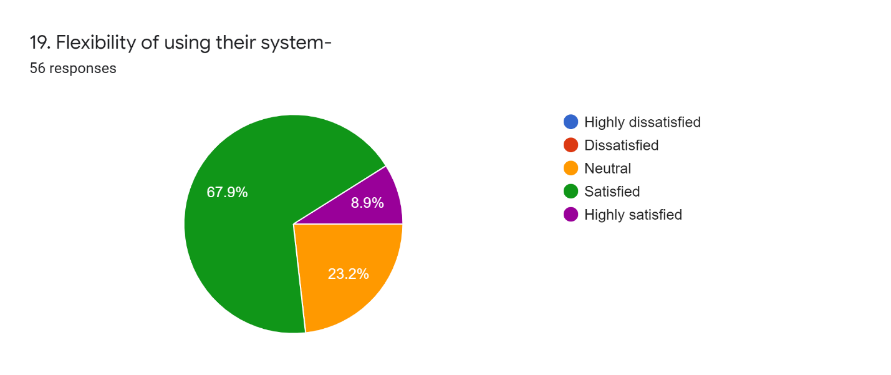 19. Flexibility of using their system-
56 responses
Highly dissatisfied
Dissatisfied
Neutral
Satisfied
Highly satisfied
67.9%
8.9%
23.2%